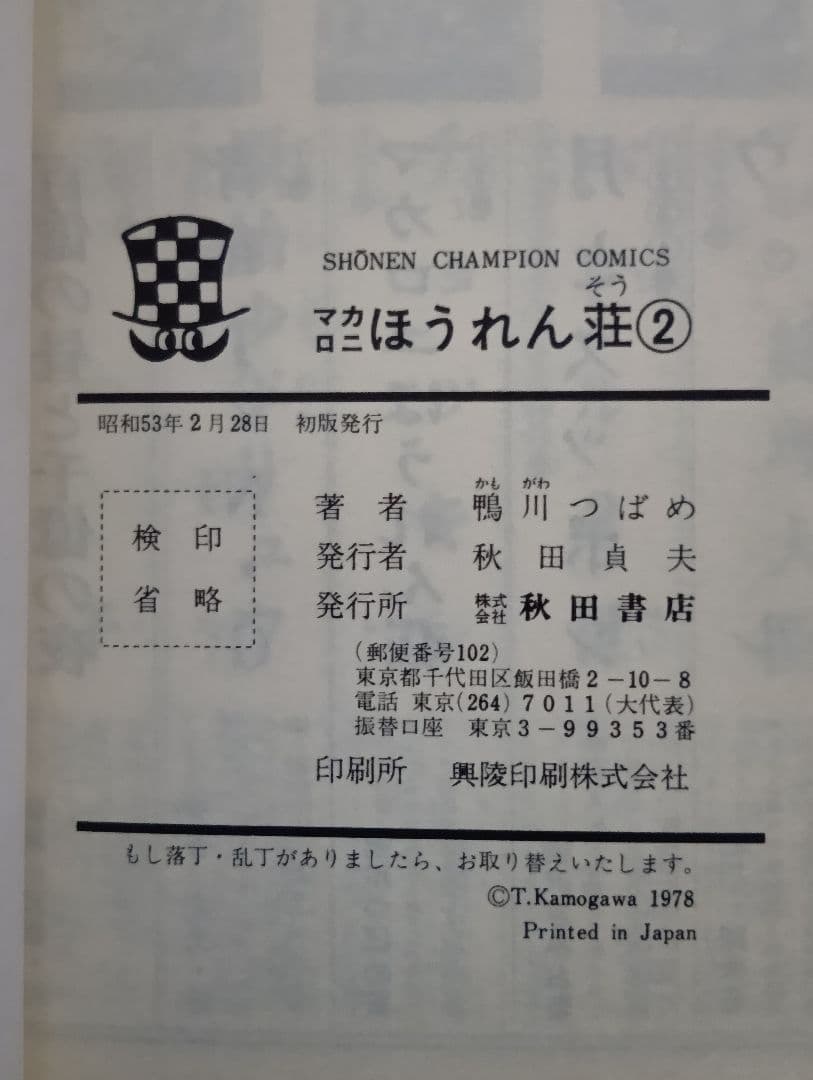 SHŌNEN CHAMPION COMICS
マカロニほうれん荘②
そう
昭和53年2月28日 初版発行
検印
省略
かも がわ
著者 鴨川つばめ
発行者 秋田貞夫
発行所 株式会社 秋田書店
(郵便番号102)
東京都千代田区飯田橋2-10-8
電話 東京(264)7011(大代表)
振替口座 東京3-99353番
印刷所 興陵印刷株式会社
もし落丁・乱丁がありましたら、お取り替えいたします。
©T.Kamogawa 1978
Printed in Japan